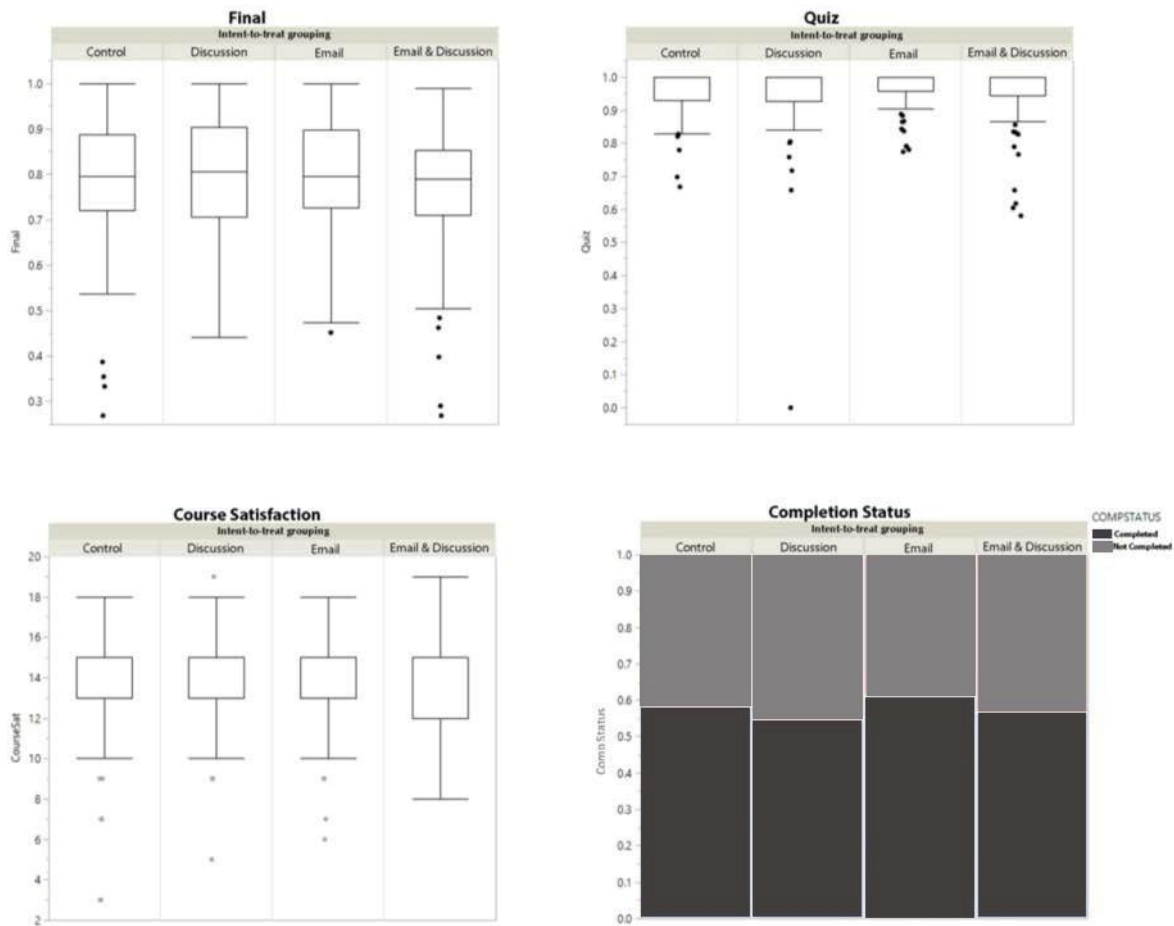 Final
Intent-to-treat grouping
Control Discussion Email Email & Discussion
1.0
0.9
0.8
0.7
0.6
0.5
0.4
0.3
Final
Quiz
Intent-to-treat grouping
Control Discussion Email Email & Discussion
1.0
0.9
0.8
0.7
0.6
0.5
0.4
0.3
0.2
0.1
0.0
Quiz
Course Satisfaction
Intent-to-treat grouping
Control Discussion Email Email & Discussion
20
18
16
14
12
10
8
6
4
2
CourseSat
Completion Status
Intent-to-treat grouping
Control Discussion Email Email & Discussion
1.0
0.9
0.8
0.7
0.6
0.5
0.4
0.3
0.2
0.1
0.0
Comp Status
COMPSTATUS
Completed
Not Completed